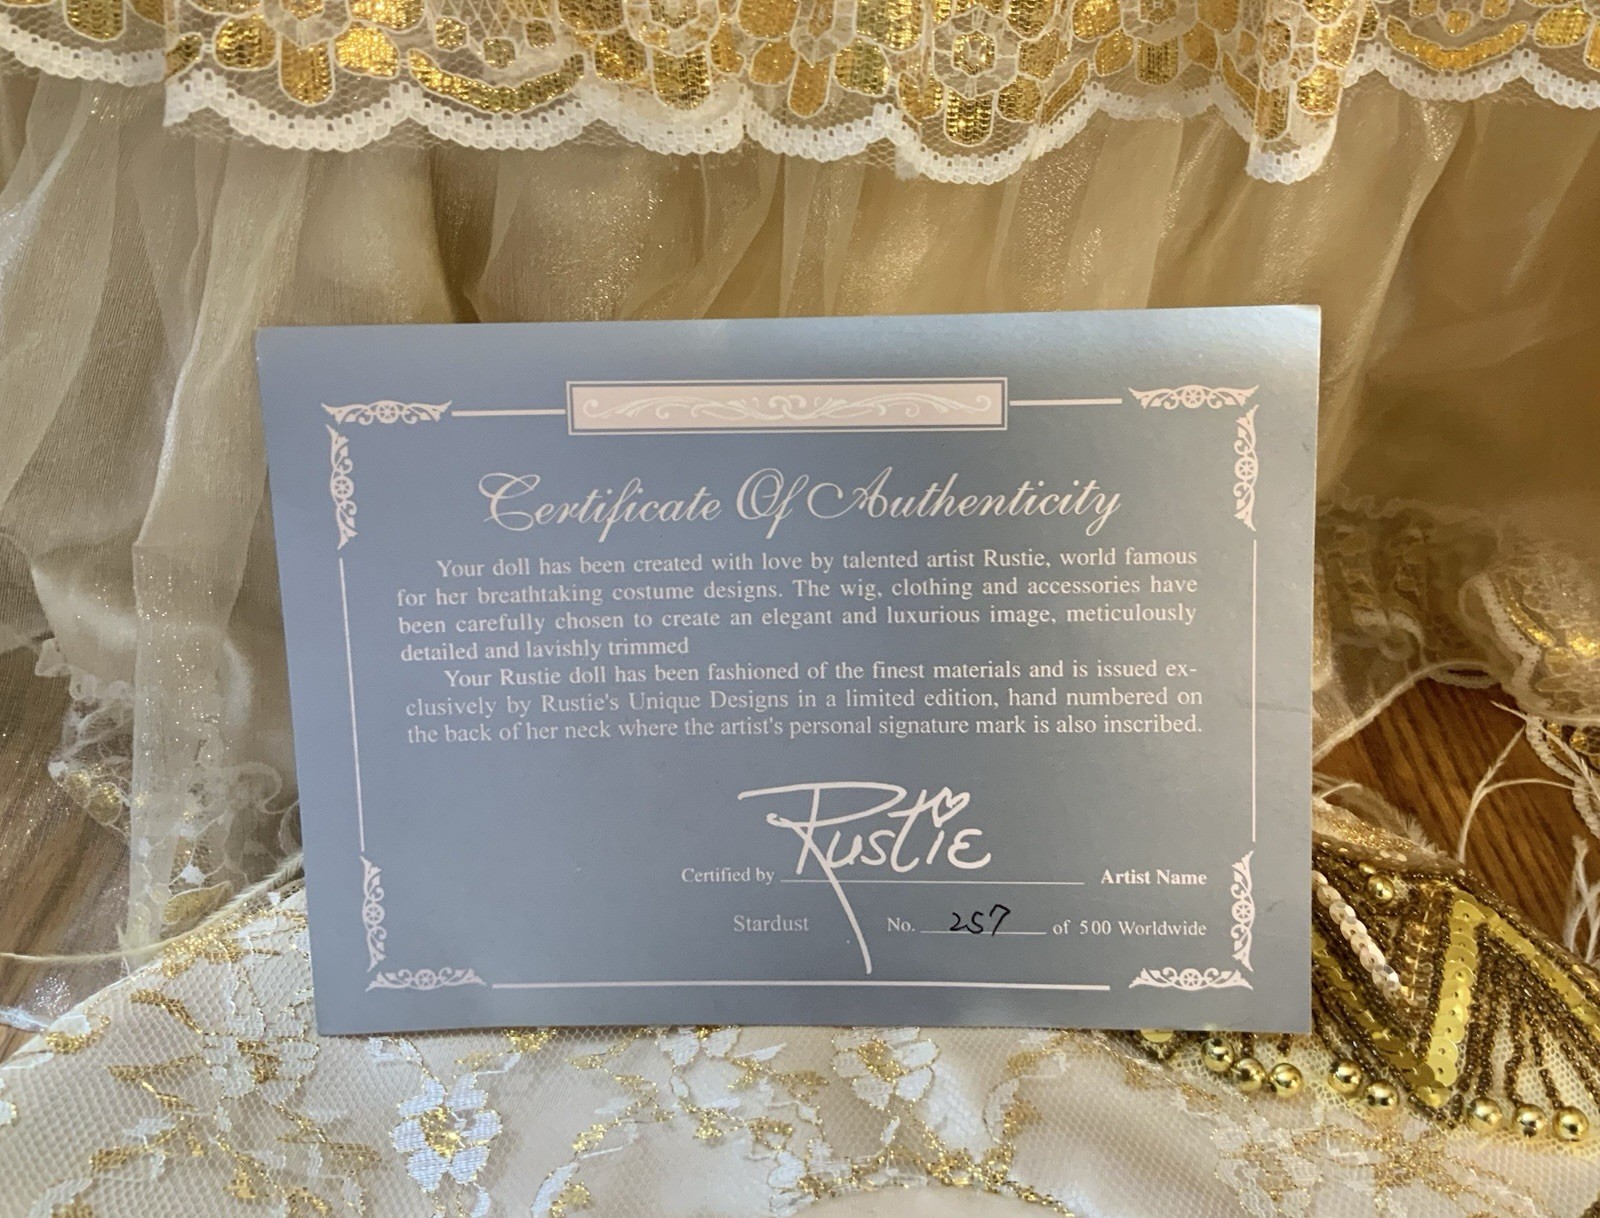 Certificate Of Authenticity
Your doll has been created with love by talented artist Rustie, world famous
for her breathtaking costume designs. The wig, clothing and accessories have
been carefully chosen to create an elegant and luxurious image, meticulously
detailed and lavishly trimmed
Your Rustie doll has been fashioned of the finest materials and is issued ex-
clusively by Rustie's Unique Designs in a limited edition, hand numbered on
the back of her neck where the artist's personal signature mark is also inscribed.
Rustie
Certified by Artist Name
Stardust No. 257 of 500 Worldwide